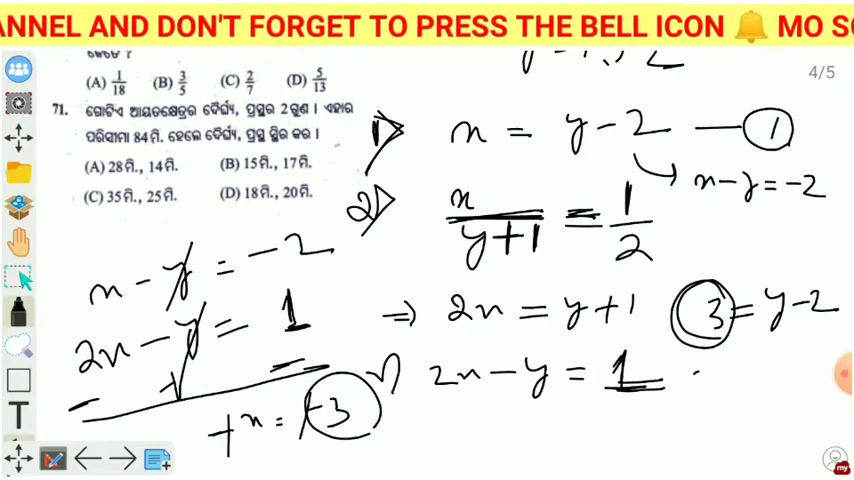 ANNEL AND DON'T FORGET TO PRESS THE BELL ICON 🔔 MO SC
4/5
(A) 1/18 (B) 3/5 (C) 2/7 (D) 5/13
71. ଗୋଟିଏ ଆୟତକ୍ଷେତ୍ରର ଦୈର୍ଘ୍ୟ, ପ୍ରସ୍ଥର 2 ଗୁଣ । ଏହାର
ପରିସୀମା 84 ମି. ହେଲେ ଦୈର୍ଘ୍ୟ, ପ୍ରସ୍ଥ ସ୍ଥିର କର ।
(A) 28 ମି., 14 ମି. (B) 15 ମି., 17 ମି.
(C) 35 ମି., 25 ମି. (D) 18 ମି., 20 ମି.
1) x = y - 2 — 1
x - y = -2
2) x/y+1 = 1/2
⇒ 2x = y + 1
3 = y - 2
2x - y = 1
x - y = -2
2x - y = 1
x = 3
T